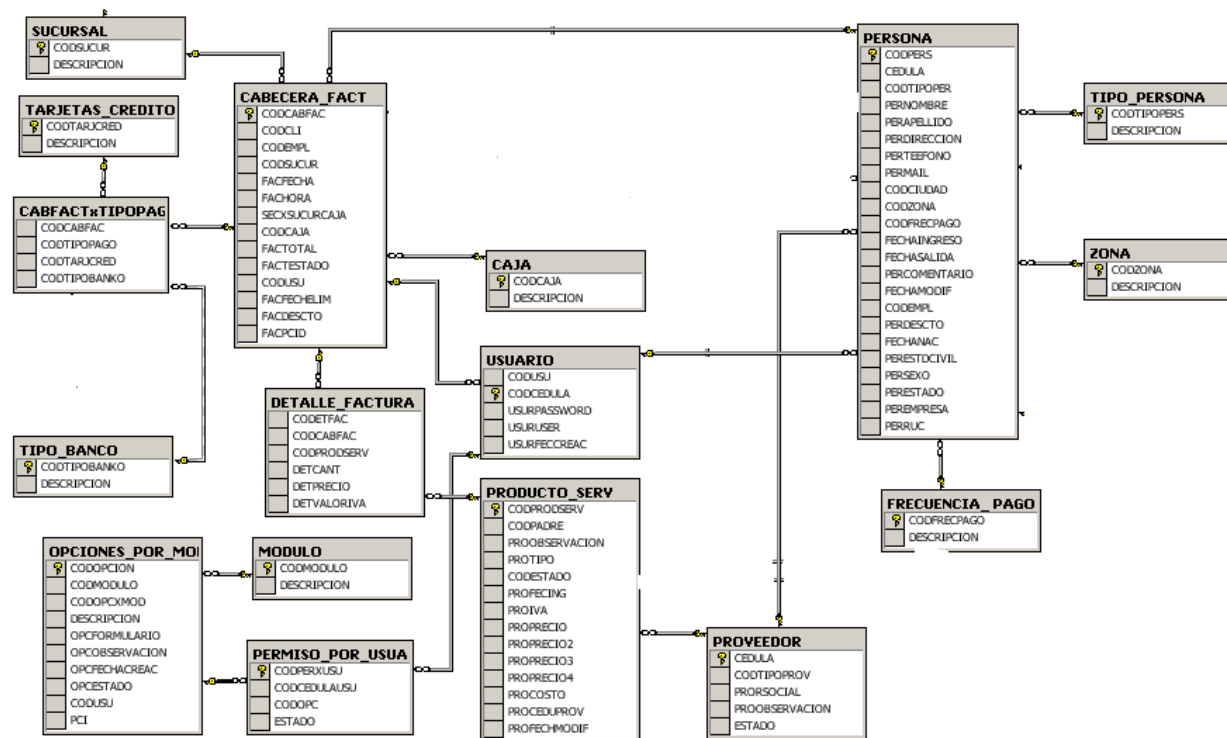 SUCURSAL
CODSUCUR
DESCRIPCION
TARJETAS_CREDITO
CODTARJCRED
DESCRIPCION
CABFACTxTIPOPAG
CODCABFAC
CODTIPOPAGO
CODTARJCRED
CODTIPOBANKO
TIPO_BANCO
CODTIPOBANKO
DESCRIPCION
CABECERA_FACT
CODCABFAC
CODCLI
CODEMPL
CODSUCUR
FACFECHA
FACHORA
SECXSUCURCAJA
CODCAJA
FACTOTAL
FACTESTADO
CODUSU
FACFECHELIM
FACDESCTO
FACPCID
DETALLE_FACTURA
CODETFAC
CODCABFAC
CODPRODSERV
DETCANT
DETPRECIO
DETVALORIVA
CAJA
CODCAJA
DESCRIPCION
USUARIO
CODUSU
CODCEDULA
USURPASSWORD
USURUSER
USURFECCREAC
PERSONA
CODPERS
CEDULA
CODTIPOPER
PERNOMBRE
PERAPELLIDO
PERDIRECCION
PERTEEFONO
PERMAIL
CODCIUDAD
CODZONA
CODFRECPAGO
FECHAINGRESO
FECHASALIDA
PERCOMENTARIO
FECHAMODIF
CODEMPL
PERDESCTO
FECHANAC
PERESTDCIVIL
PERSEXO
PERESTADO
PEREMPRESA
PERRUC
TIPO_PERSONA
CODTIPOPERS
DESCRIPCION
ZONA
CODZONA
DESCRIPCION
FRECUENCIA_PAGO
CODFRECPAGO
DESCRIPCION
OPCIONES_POR_MO
CODOPCION
CODMODULO
CODOPCXMOD
DESCRIPCION
OPCFORMULARIO
OPCOBSERVACION
OPCFECHACREAC
OPCESTADO
CODUSU
PCI
MODULO
CODMODULO
DESCRIPCION
PERMISO_POR_USUA
CODPERXUSU
CODCEDULAUSU
CODOPC
ESTADO
PRODUCTO_SERV
CODPRODSERV
CODPADRE
PROOBSERVACION
PROTIPO
CODESTADO
PROFECING
PROIVA
PROPRECIO
PROPRECIO2
PROPRECIO3
PROPRECIO4
PROCOSTO
PROCEDUPROV
PROFECHMODIF
PROVEEDOR
CEDULA
CODTIPOPROV
PRORSOCIAL
PROOBSERVACION
ESTADO